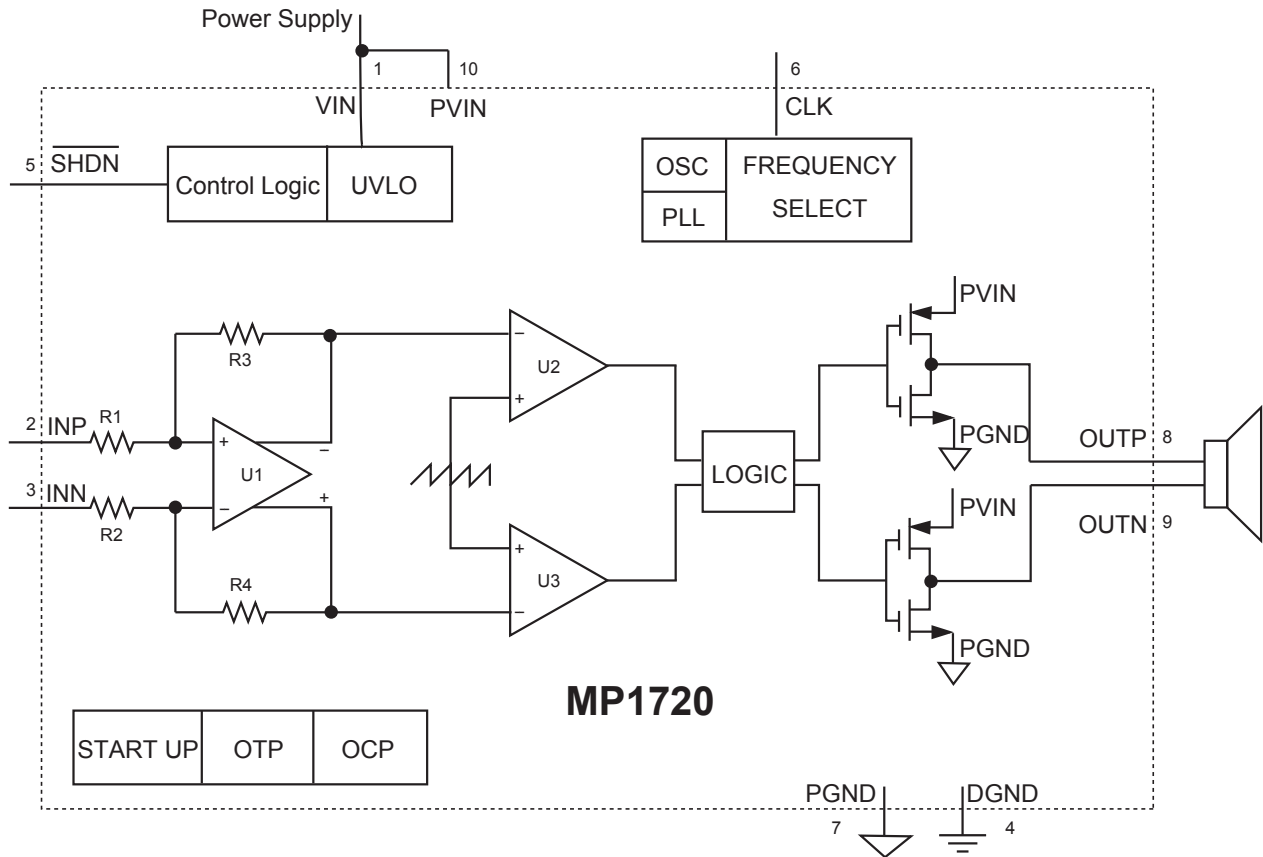 Power Supply
1 10 6
VIN PVIN CLK
5 SHDN
Control Logic UVLO
OSC FREQUENCY
SELECT
PLL
PVIN
R3
− U2
+
2 INP R1
+ −
U1
PGND
OUTP 8
3 INN
− +
R2
LOGIC
PVIN
OUTN 9
+
R4
U3
−
PGND
MP1720
START UP OTP OCP
PGND DGND
7 4